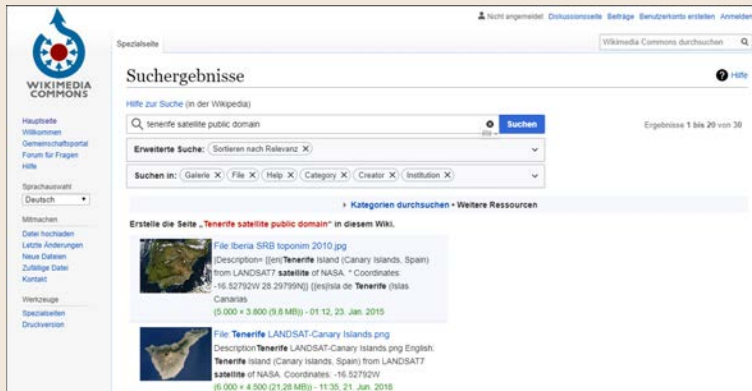 Nicht angemeldet Diskussionsseite Beiträge Benutzerkonto erstellen Anmelden
Spezialseite
Wikimedia Commons durchsuchen
WIKIMEDIA
COMMONS
Suchergebnisse
Hilfe
Hilfe zur Suche (in der Wikipedia)
tenerife satellite public domain
Suchen
Ergebnisse 1 bis 20 von 30
Erweiterte Suche: Sortieren nach Relevanz X
Suchen in: Galerie X File X Help X Category X Creator X Institution X
Kategorien durchsuchen • Weitere Ressourcen
Erstelle die Seite „Tenerife satellite public domain“ in diesem Wiki.
File:Iberia SRB toponim 2010.jpg
|Description= {{en|Tenerife Island (Canary Islands, Spain)
from LANDSAT7 satellite of NASA. * Coordinates:
-16.52792W 28.29799N}} {{es|Isla de Tenerife (Islas
Canarias
(5.000 × 3.800 (9,8 MB)) - 01:12, 23. Jan. 2015
File:Tenerife LANDSAT-Canary Islands.png
Description Tenerife LANDSAT-Canary Islands.png English:
Tenerife Island (Canary Islands, Spain) from LANDSAT7
satellite of NASA. Coordinates: -16.52792W
(6.000 × 4.500 (21,28 MB)) - 11:35, 21. Jun. 2018
Hauptseite
Willkommen
Gemeinschaftsportal
Forum für Fragen
Hilfe
Sprachauswahl
Deutsch
Mitmachen
Datei hochladen
Letzte Änderungen
Neue Dateien
Zufällige Datei
Kontakt
Werkzeuge
Spezialseiten
Druckversion